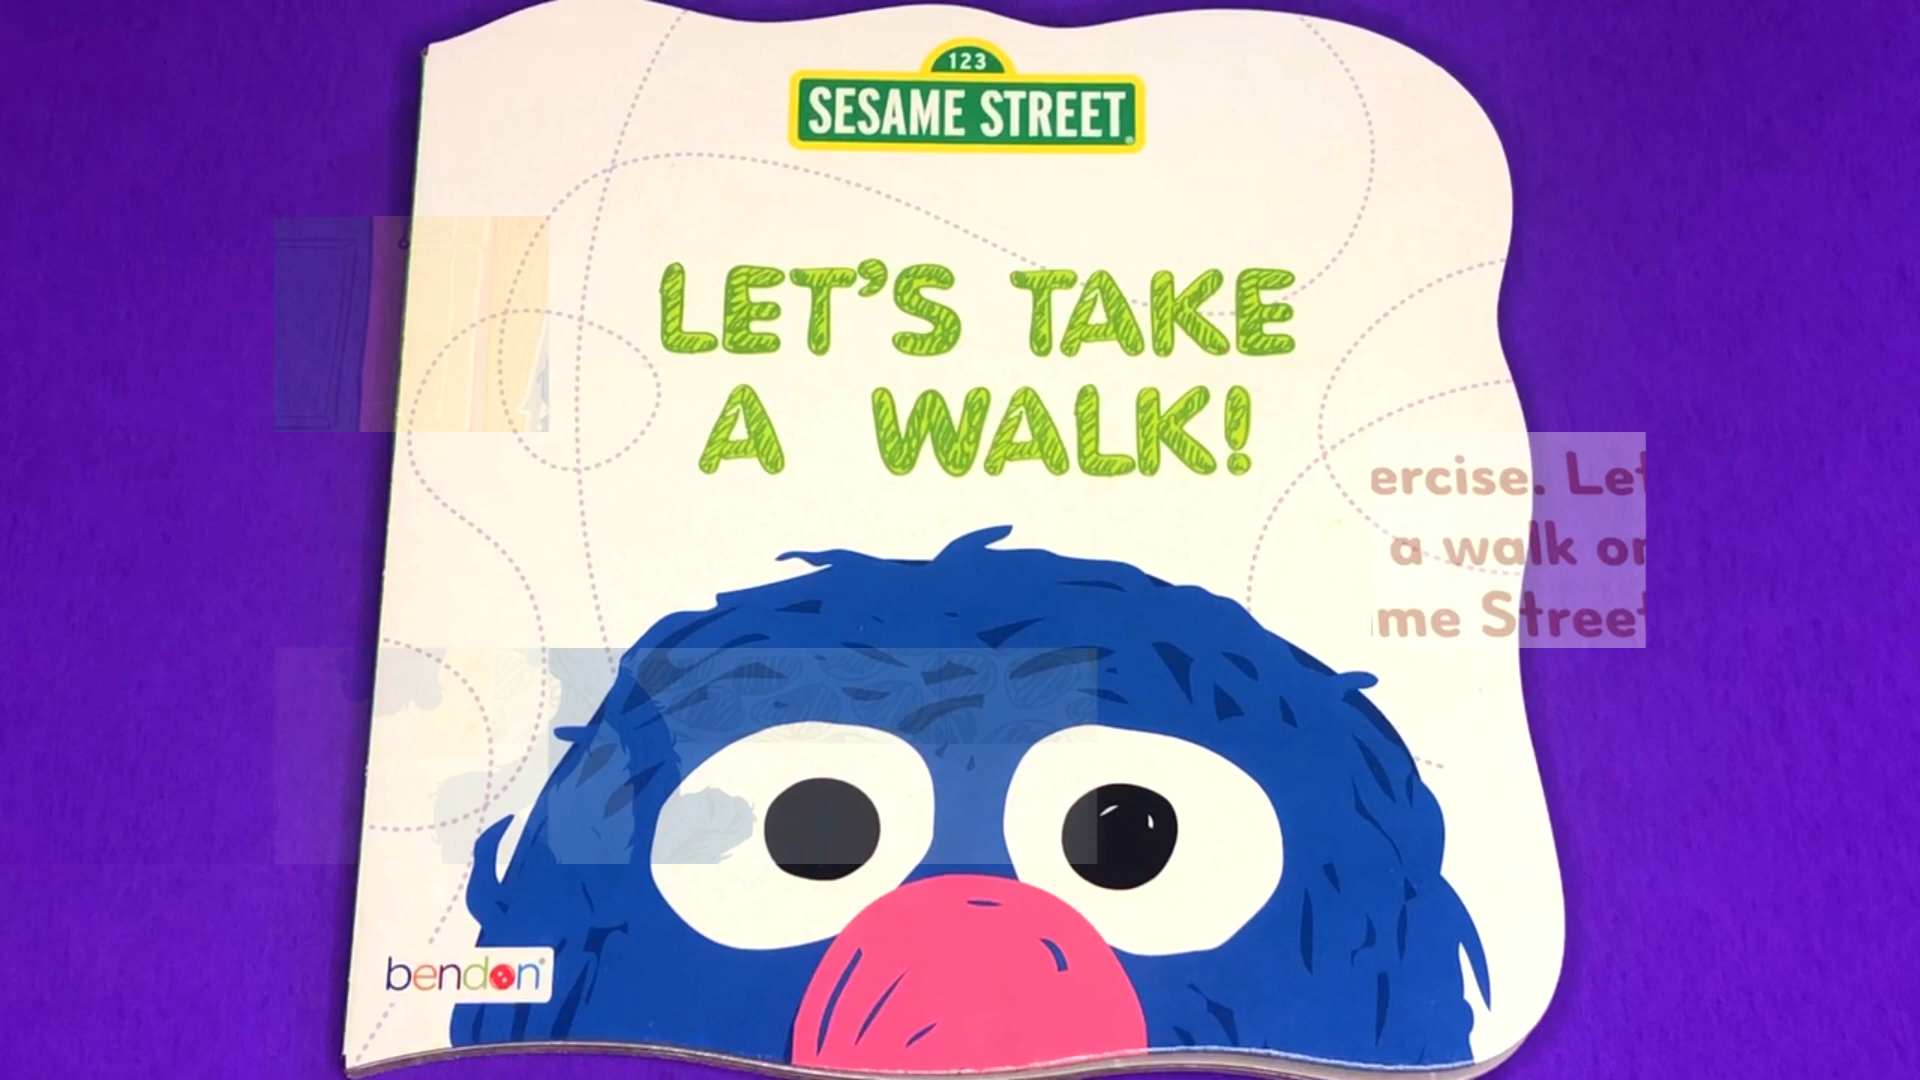 123
SESAME STREET
LET'S TAKE
A WALK!
ercise. Let
a walk on
me Street
bendon